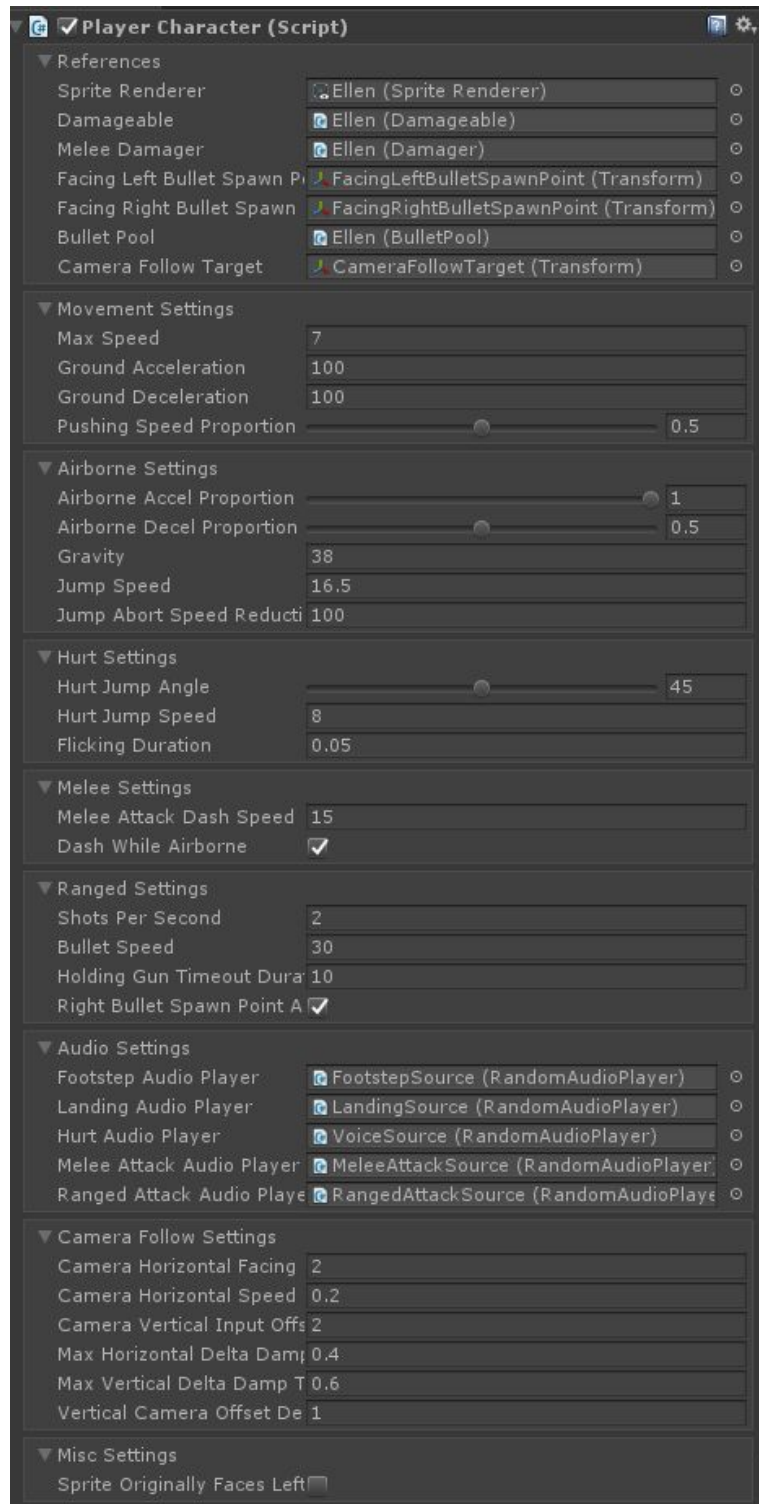 Player Character (Script)
References
Sprite Renderer Ellen (Sprite Renderer)
Damageable Ellen (Damageable)
Melee Damager Ellen (Damager)
Facing Left Bullet Spawn P FacingLeftBulletSpawnPoint (Transform)
Facing Right Bullet Spawn FacingRightBulletSpawnPoint (Transform)
Bullet Pool Ellen (BulletPool)
Camera Follow Target CameraFollowTarget (Transform)
Movement Settings
Max Speed 7
Ground Acceleration 100
Ground Deceleration 100
Pushing Speed Proportion 0.5
Airborne Settings
Airborne Accel Proportion 1
Airborne Decel Proportion 0.5
Gravity 38
Jump Speed 16.5
Jump Abort Speed Reducti 100
Hurt Settings
Hurt Jump Angle 45
Hurt Jump Speed 8
Flicking Duration 0.05
Melee Settings
Melee Attack Dash Speed 15
Dash While Airborne
Ranged Settings
Shots Per Second 2
Bullet Speed 30
Holding Gun Timeout Dura 10
Right Bullet Spawn Point A
Audio Settings
Footstep Audio Player FootstepSource (RandomAudioPlayer)
Landing Audio Player LandingSource (RandomAudioPlayer)
Hurt Audio Player VoiceSource (RandomAudioPlayer)
Melee Attack Audio Player MeleeAttackSource (RandomAudioPlayer)
Ranged Attack Audio Playe RangedAttackSource (RandomAudioPlaye
Camera Follow Settings
Camera Horizontal Facing 2
Camera Horizontal Speed 0.2
Camera Vertical Input Offs 2
Max Horizontal Delta Damp 0.4
Max Vertical Delta Damp T 0.6
Vertical Camera Offset De 1
Misc Settings
Sprite Originally Faces Left